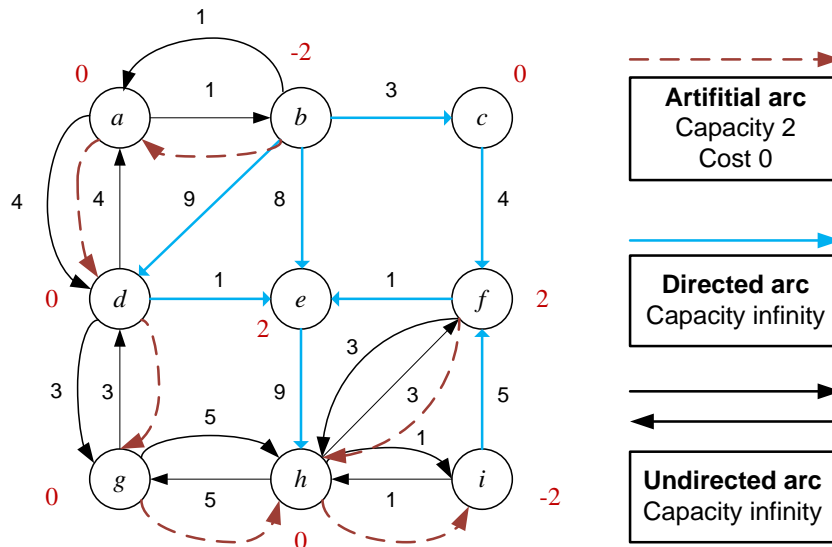 1
-2
0
0
1
3
a
b
c
Artifitial arc
Capacity 2
Cost 0
4
4
9
8
4
0
d
1
e
1
f
2
2
Directed arc
Capacity infinity
3
3
9
3
3
5
5
1
0
g
5
h
1
i
-2
0
Undirected arc
Capacity infinity